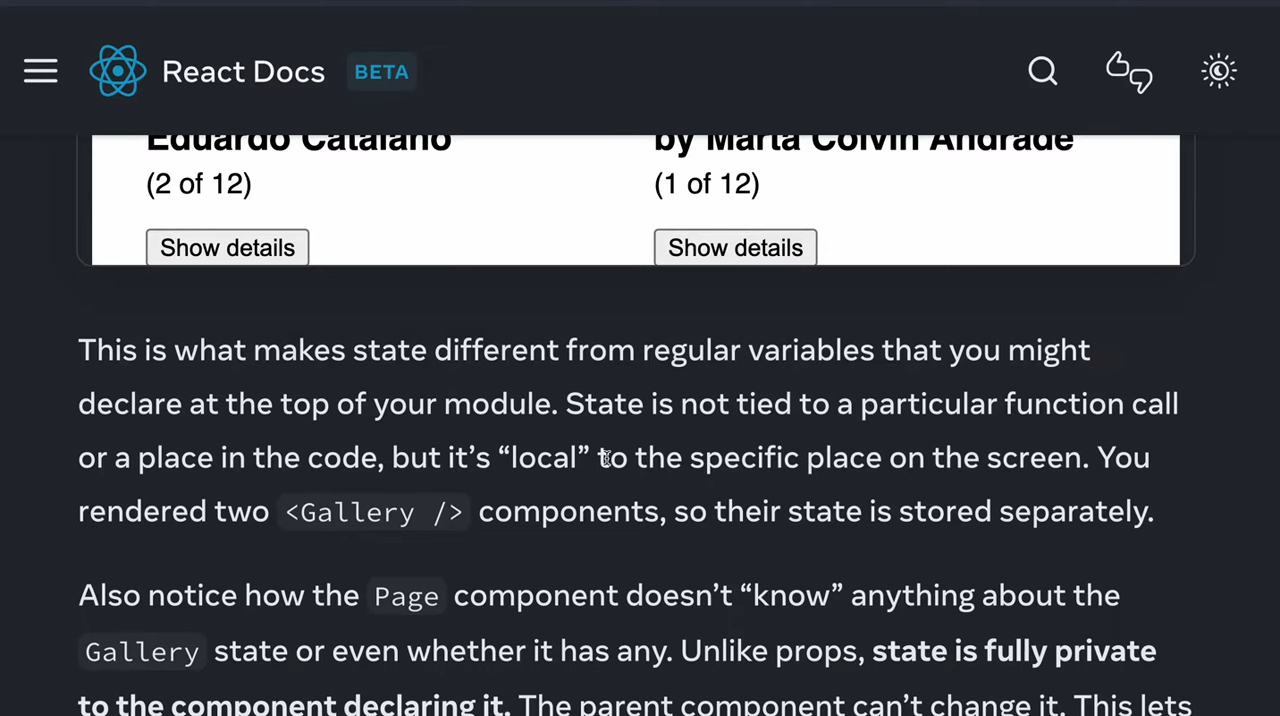 React Docs BETA
Eduardo Catalano
by Marta Colvin Andrade
(2 of 12)
(1 of 12)
Show details
Show details
This is what makes state different from regular variables that you might
declare at the top of your module. State is not tied to a particular function call
or a place in the code, but it’s “local” to the specific place on the screen. You
rendered two <Gallery /> components, so their state is stored separately.
Also notice how the Page component doesn’t “know” anything about the
Gallery state or even whether it has any. Unlike props, state is fully private
to the component declaring it. The parent component can’t change it. This lets